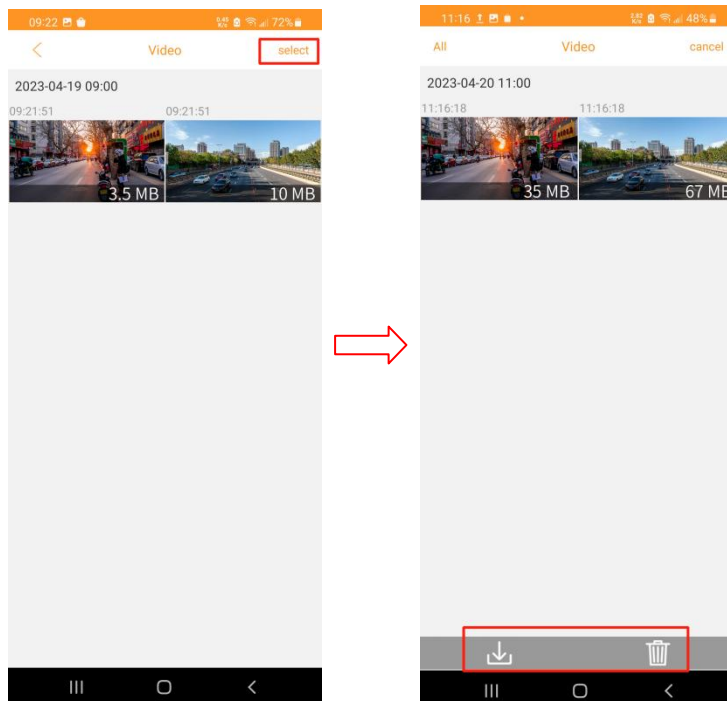 09:22 72%
Video select
2023-04-19 09:00
09:21:51 09:21:51
3.5 MB 10 MB
11:16 48%
All Video cancel
2023-04-20 11:00
11:16:18 11:16:18
35 MB 67 MB